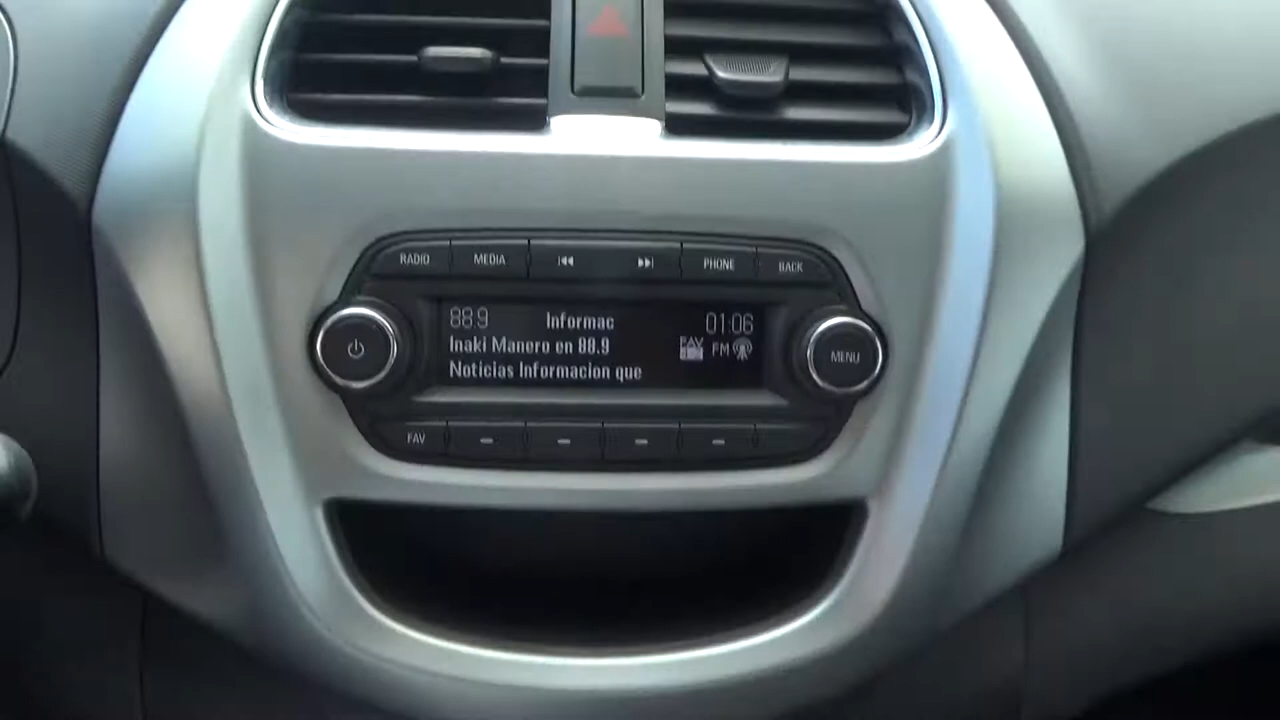 RADIO MEDIA PHONE BACK
88.9 Informac 01:06
Inaki Manero en 88.9 FAV FM
Noticias Informacion que
MENU
FAV